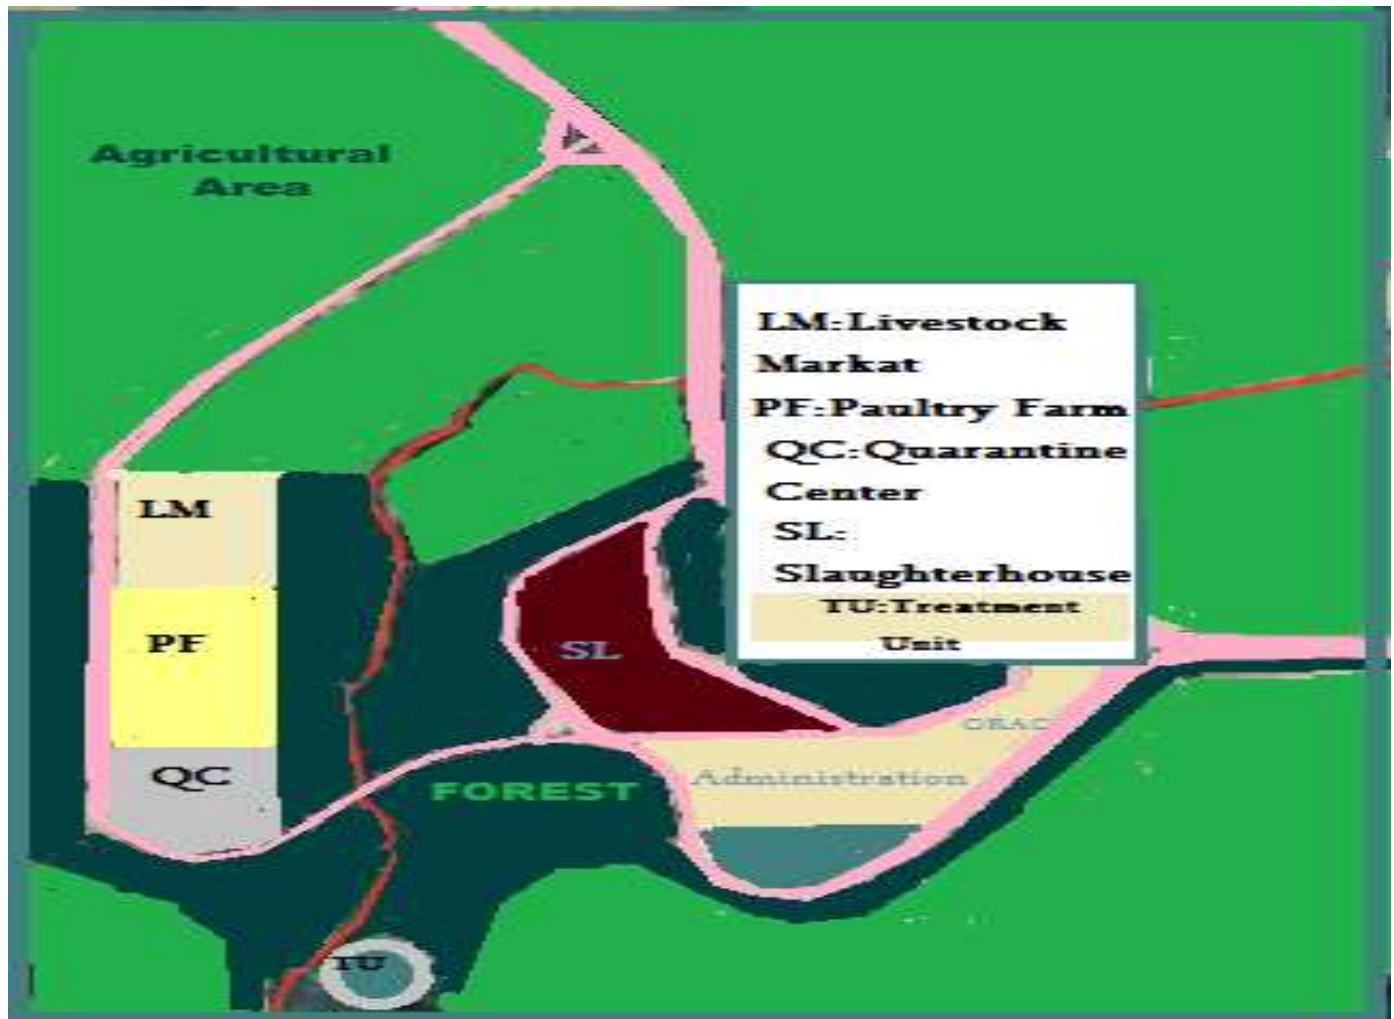 Agricultural
Area
LM:Livestock
Markat
PF:Paultry Farm
QC:Quarantine
Center
SL:
Slaughterhouse
TU:Treatment
Unit
LM
PF
QC
SL
GRAC
Administration
FOREST
TU